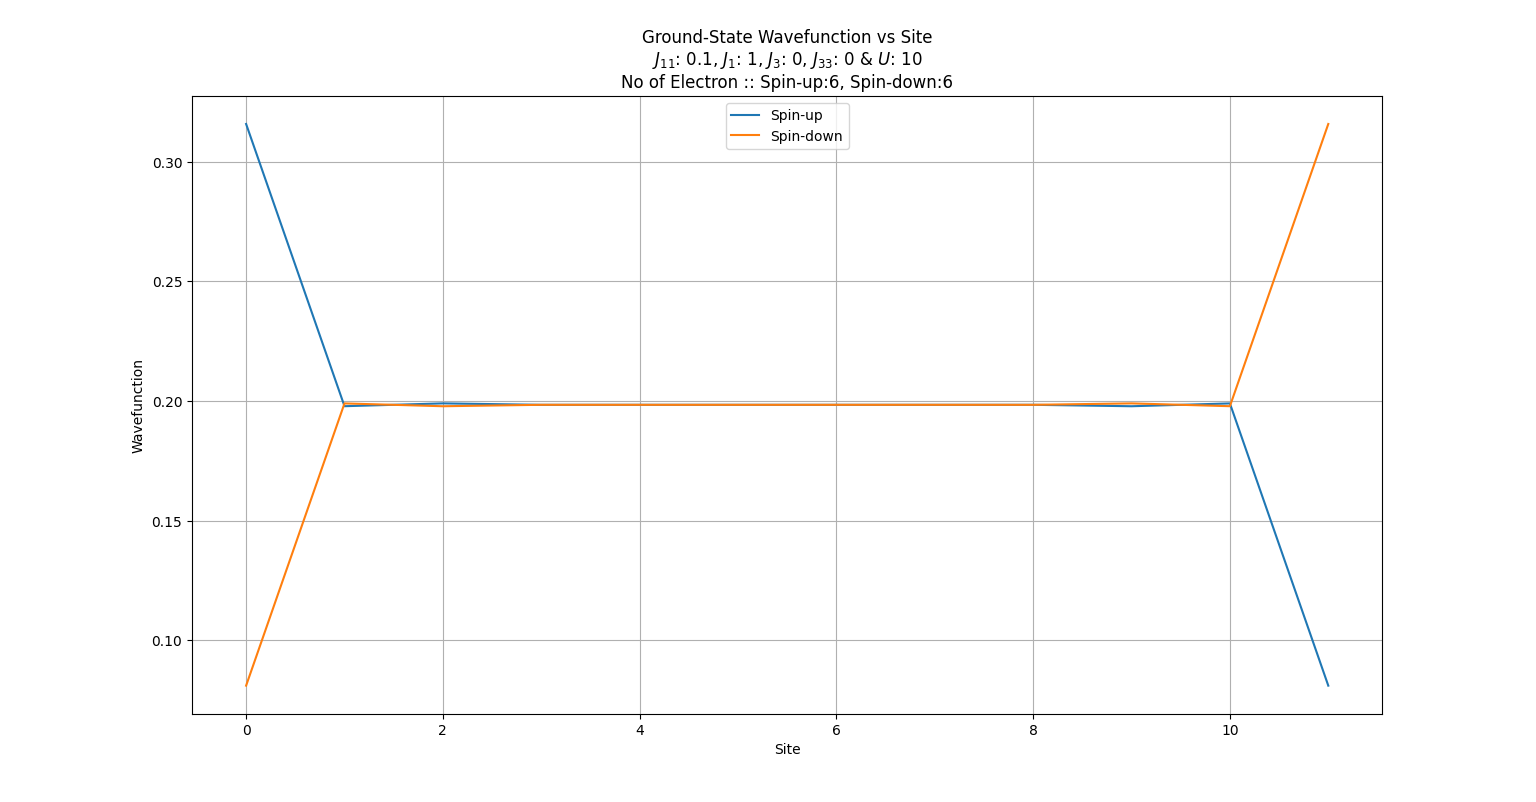 Ground-State Wavefunction vs Site
J₁₁: 0.1, J₁: 1, J₃: 0, J₃₃: 0 & U: 10
No of Electron :: Spin-up:6, Spin-down:6
Spin-up
Spin-down
Wavefunction
0.30
0.25
0.20
0.15
0.10
0 2 4 6 8 10
Site